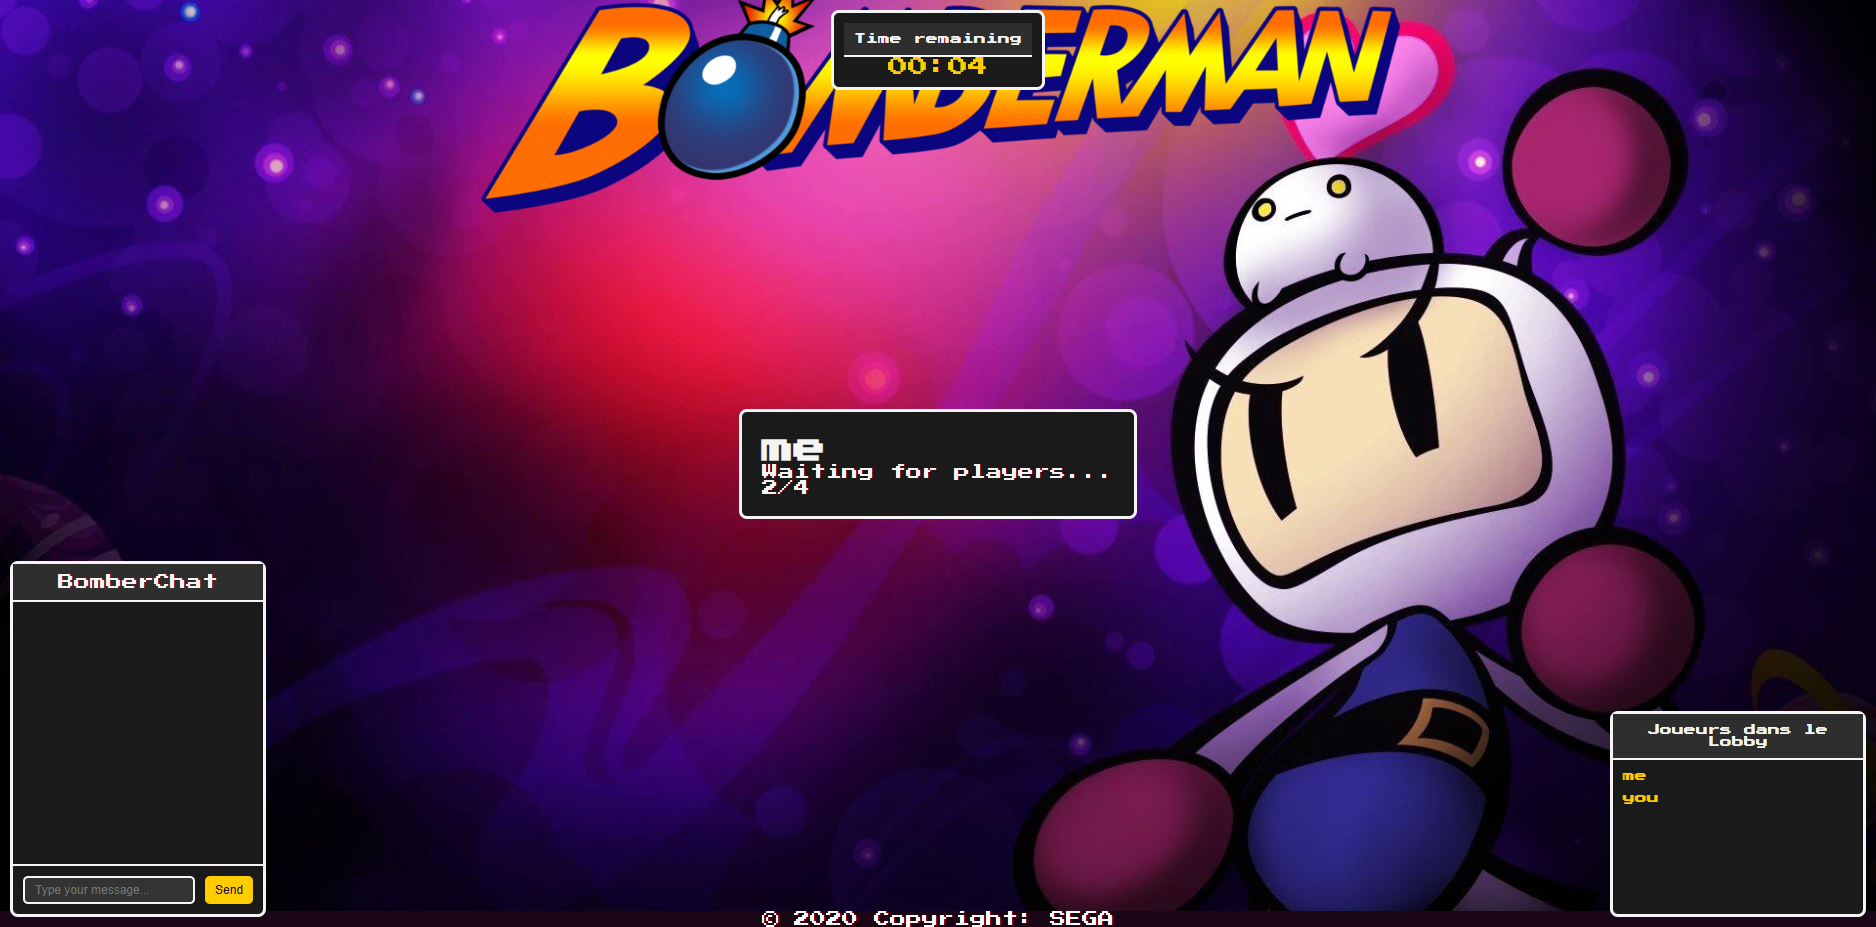 BOMBERMAN
Time remaining
00:04
me
Waiting for players...
2/4
BomberChat
Type your message...
Send
Joueurs dans le
Lobby
me
you
© 2020 Copyright: SEGA